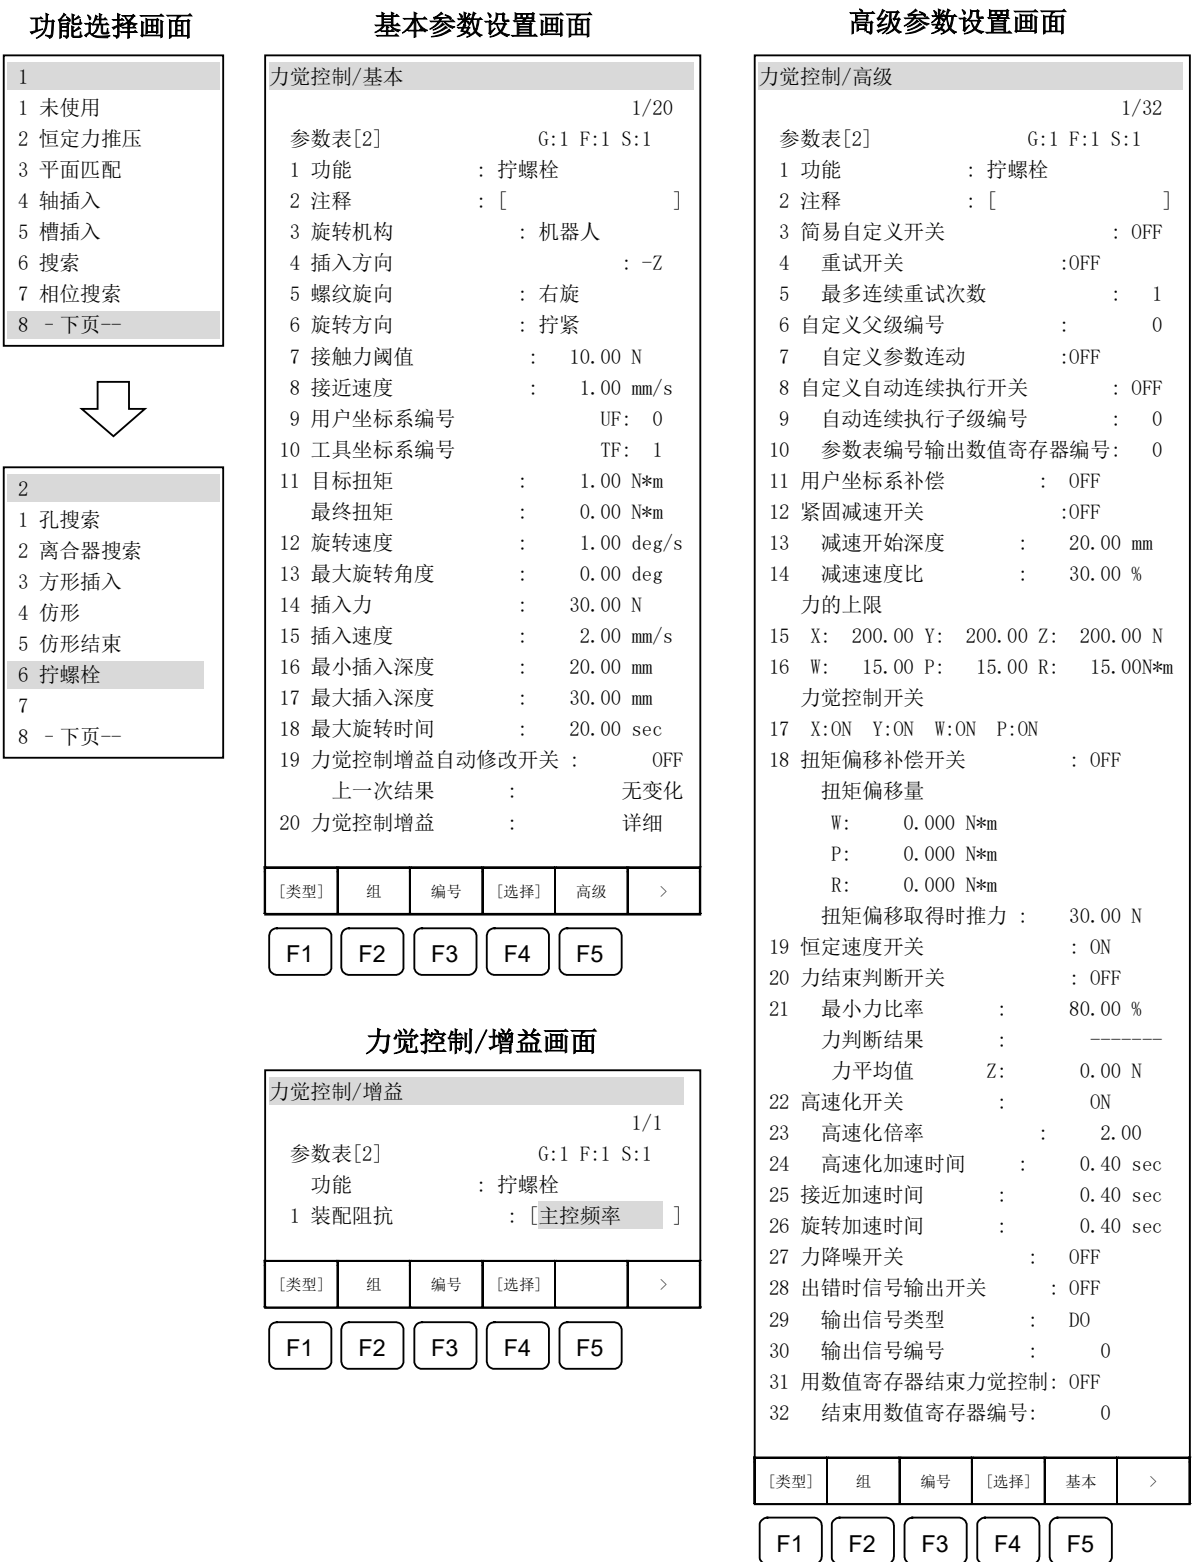 功能选择画面
1
1 未使用
2 恒定力推压
3 平面匹配
4 轴插入
5 槽插入
6 搜索
7 相位搜索
8 －下页--
2
1 孔搜索
2 离合器搜索
3 方形插入
4 仿形
5 仿形结束
6 拧螺栓
7
8 －下页--
基本参数设置画面
力觉控制/基本
1/20
参数表[2] G:1 F:1 S:1
1 功能 : 拧螺栓
2 注释 : [ ]
3 旋转机构 : 机器人
4 插入方向 : -Z
5 螺纹旋向 : 右旋
6 旋转方向 : 拧紧
7 接触力阈值 : 10.00 N
8 接近速度 : 1.00 mm/s
9 用户坐标系编号 UF: 0
10 工具坐标系编号 TF: 1
11 目标扭矩 : 1.00 N*m
最终扭矩 : 0.00 N*m
12 旋转速度 : 1.00 deg/s
13 最大旋转角度 : 0.00 deg
14 插入力 : 30.00 N
15 插入速度 : 2.00 mm/s
16 最小插入深度 : 20.00 mm
17 最大插入深度 : 30.00 mm
18 最大旋转时间 : 20.00 sec
19 力觉控制增益自动修改开关 : OFF
上一次结果 : 无变化
20 力觉控制增益 : 详细
[类型] 组 编号 [选择] 高级 >
F1 F2 F3 F4 F5
力觉控制/增益画面
力觉控制/增益
1/1
参数表[2] G:1 F:1 S:1
功能 : 拧螺栓
1 装配阻抗 : [主控频率 ]
[类型] 组 编号 [选择] >
F1 F2 F3 F4 F5
高级参数设置画面
力觉控制/高级
1/32
参数表[2] G:1 F:1 S:1
1 功能 : 拧螺栓
2 注释 : [ ]
3 简易自定义开关 : OFF
4 重试开关 :OFF
5 最多连续重试次数 : 1
6 自定义父级编号 : 0
7 自定义参数连动 :OFF
8 自定义自动连续执行开关 : OFF
9 自动连续执行子级编号 : 0
10 参数表编号输出数值寄存器编号: 0
11 用户坐标系补偿 : OFF
12 紧固减速开关 :OFF
13 减速开始深度 : 20.00 mm
14 减速速度比 : 30.00 %
力的上限
15 X: 200.00 Y: 200.00 Z: 200.00 N
16 W: 15.00 P: 15.00 R: 15.00N*m
力觉控制开关
17 X:ON Y:ON W:ON P:ON
18 扭矩偏移补偿开关 : OFF
扭矩偏移量
W: 0.000 N*m
P: 0.000 N*m
R: 0.000 N*m
扭矩偏移取得时推力 : 30.00 N
19 恒定速度开关 : ON
20 力结束判断开关 : OFF
21 最小力比率 : 80.00 %
力判断结果 : -------
力平均值 Z: 0.00 N
22 高速化开关 : ON
23 高速化倍率 : 2.00
24 高速化加速时间 : 0.40 sec
25 接近加速时间 : 0.40 sec
26 旋转加速时间 : 0.40 sec
27 力降噪开关 : OFF
28 出错时信号输出开关 : OFF
29 输出信号类型 : DO
30 输出信号编号 : 0
31 用数值寄存器结束力觉控制: OFF
32 结束用数值寄存器编号: 0
[类型] 组 编号 [选择] 基本 >
F1 F2 F3 F4 F5